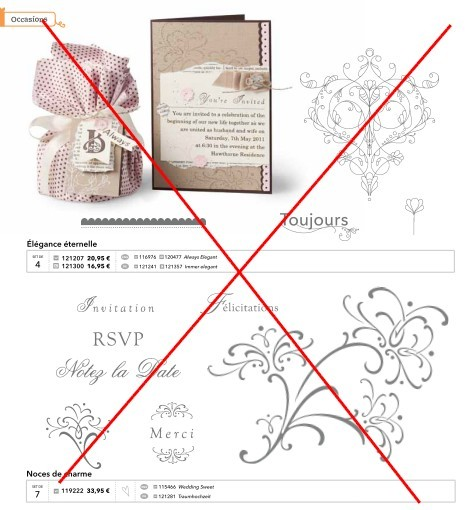 Occasions
You're Invited
You are invited to a celebration of the
beginning of our new life together as we
are united as husband and wife on
Saturday, 7th May 2011
at 6:30 in the evening at the
Hawthorne Residence
Always
Toujours
Élégance éternelle
SET DE
4
121207 20,95 €
121300 16,95 €
116976 120477 Always Elegant
121241 121357 Immer elegant
Invitation
Félicitations
RSVP
Notez la Date
Merci
Noces de charme
SET DE
7
119222 33,95 €
115466 Wedding Sweet
121281 Traumhochzeit